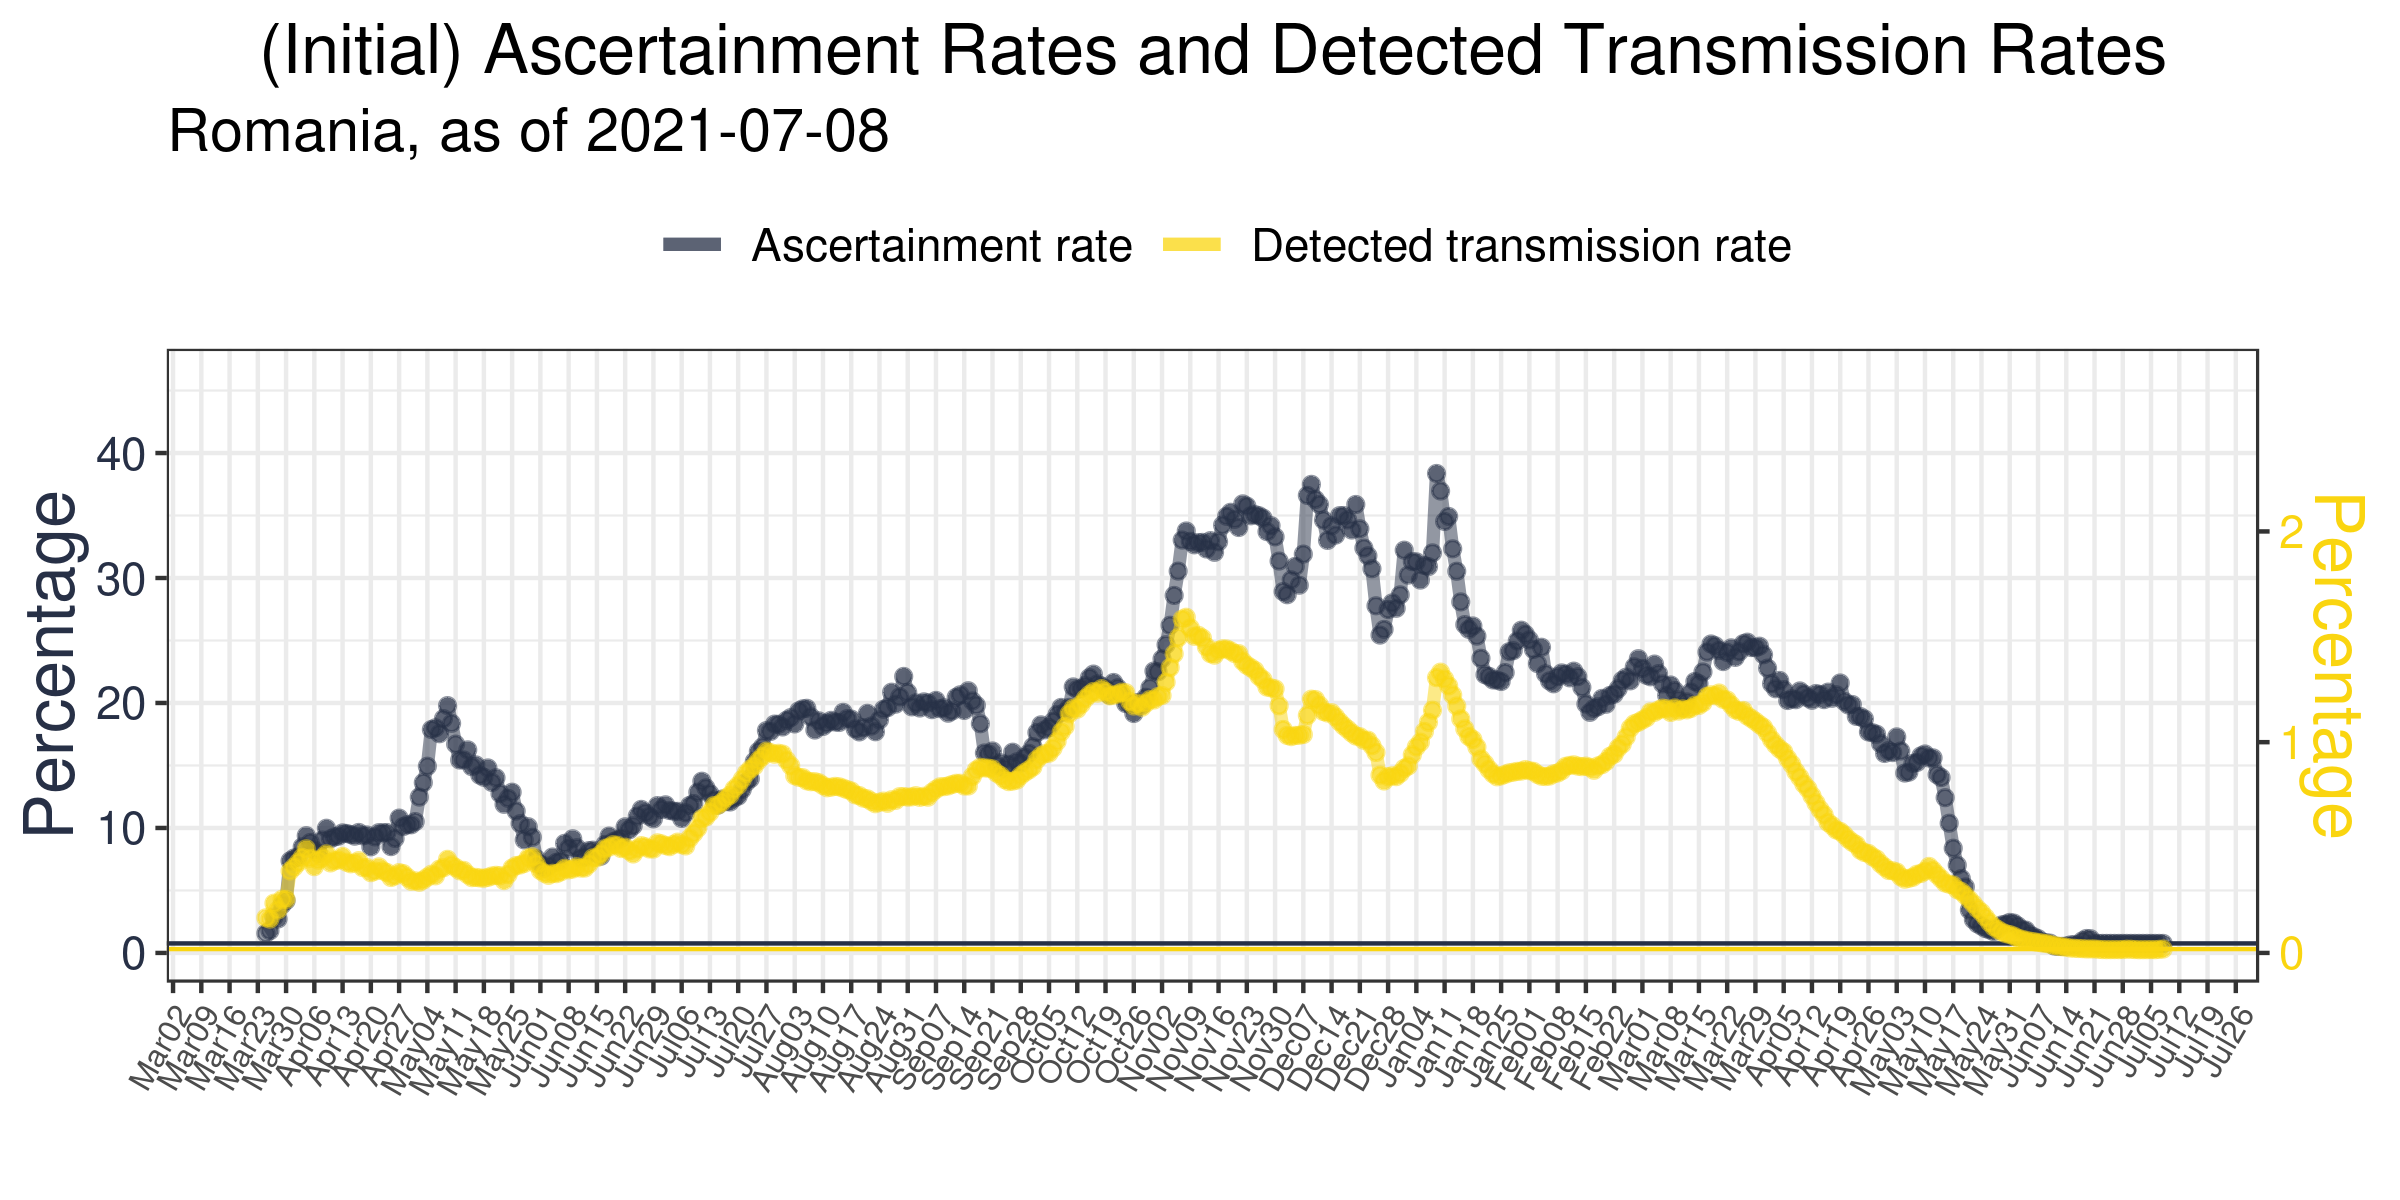 (Initial) Ascertainment Rates and Detected Transmission Rates
Romania, as of 2021-07-08
Ascertainment rate
Detected transmission rate
Percentage
40
30
20
10
0
2
1
0
Percentage
Mar02
Mar09
Mar16
Mar23
Mar30
Apr06
Apr13
Apr20
Apr27
May04
May11
May18
May25
Jun01
Jun08
Jun15
Jun22
Jun29
Jul06
Jul13
Jul20
Jul27
Aug03
Aug10
Aug17
Aug24
Aug31
Sep07
Sep14
Sep21
Sep28
Oct05
Oct12
Oct19
Oct26
Nov02
Nov09
Nov16
Nov23
Nov30
Dec07
Dec14
Dec21
Dec28
Jan04
Jan11
Jan18
Jan25
Feb01
Feb08
Feb15
Feb22
Mar01
Mar08
Mar15
Mar22
Mar29
Apr05
Apr12
Apr19
Apr26
May03
May10
May17
May24
May31
Jun07
Jun14
Jun21
Jun28
Jul05
Jul12
Jul19
Jul26